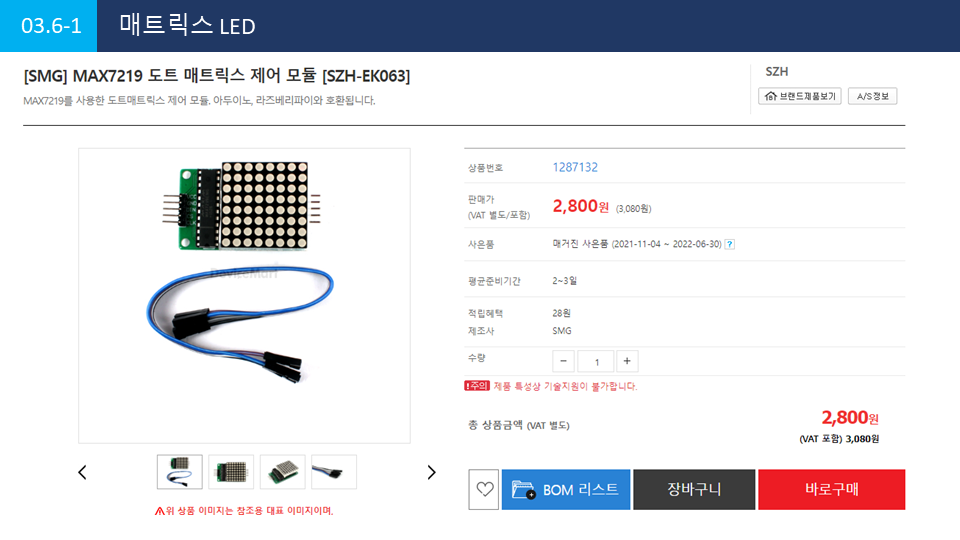 03.6-1 매트릭스 LED
[SMG] MAX7219 도트 매트릭스 제어 모듈 [SZH-EK063]
MAX7219를 사용한 도트매트릭스 제어 모듈. 아두이노, 라즈베리파이와 호환됩니다.
SZH
브랜드제품보기 A/S정보
상품번호 1287132
판매가
(VAT 별도/포함) 2,800원 (3,080원)
사은품 매거진 사은품 (2021-11-04 ~ 2022-06-30) ?
평균준비기간 2~3일
적립혜택 28원
제조사 SMG
수량 − 1 +
!주의 제품 특성상 기술지원이 불가합니다.
총 상품금액 (VAT 별도) 2,800원
(VAT 포함) 3,080원
BOM 리스트 장바구니 바로구매
위 상품 이미지는 참조용 대표 이미지이며,